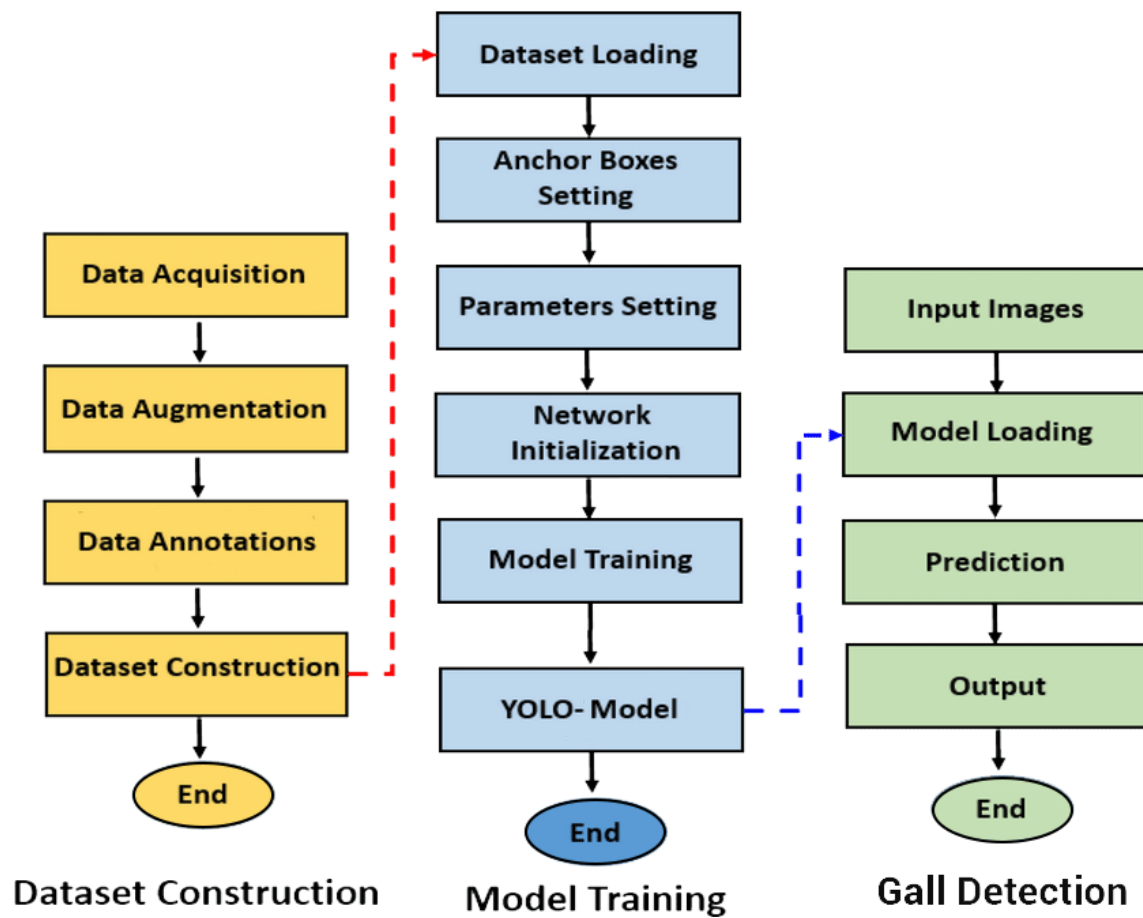 Data Acquisition
Data Augmentation
Data Annotations
Dataset Construction
End
Dataset Construction
Dataset Loading
Anchor Boxes
Setting
Parameters Setting
Network
Initialization
Model Training
YOLO- Model
End
Model Training
Input Images
Model Loading
Prediction
Output
End
Gall Detection